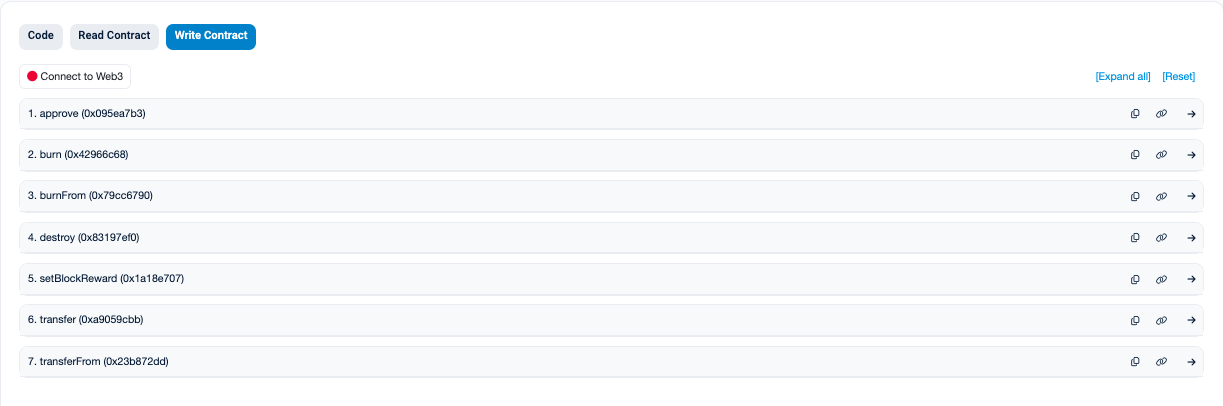 Code Read Contract Write Contract
Connect to Web3 [Expand all] [Reset]
1. approve (0x095ea7b3)
2. burn (0x42966c68)
3. burnFrom (0x79cc6790)
4. destroy (0x83197ef0)
5. setBlockReward (0x1a18e707)
6. transfer (0xa9059cbb)
7. transferFrom (0x23b872dd)